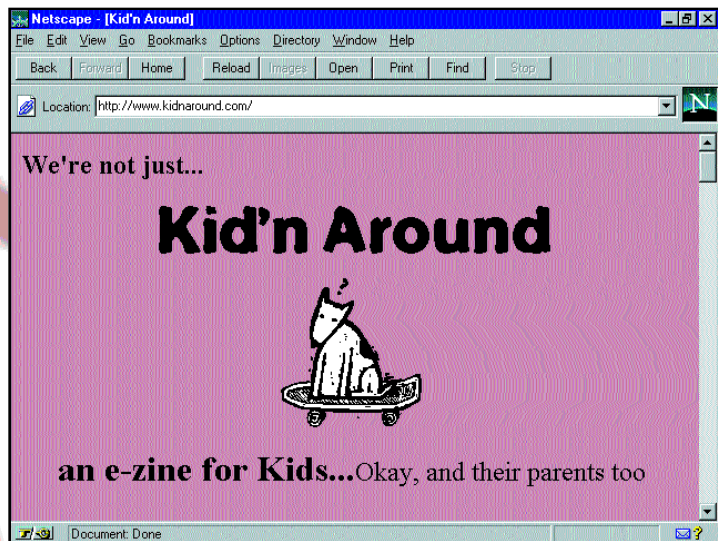 Netscape - [Kid'n Around]
File Edit View Go Bookmarks Options Directory Window Help
Back Forward Home Reload Images Open Print Find Stop
Location: http://www.kidnaround.com/
N
We're not just...
Kid'n Around
?
an e-zine for Kids...Okay, and their parents too
Document: Done
?